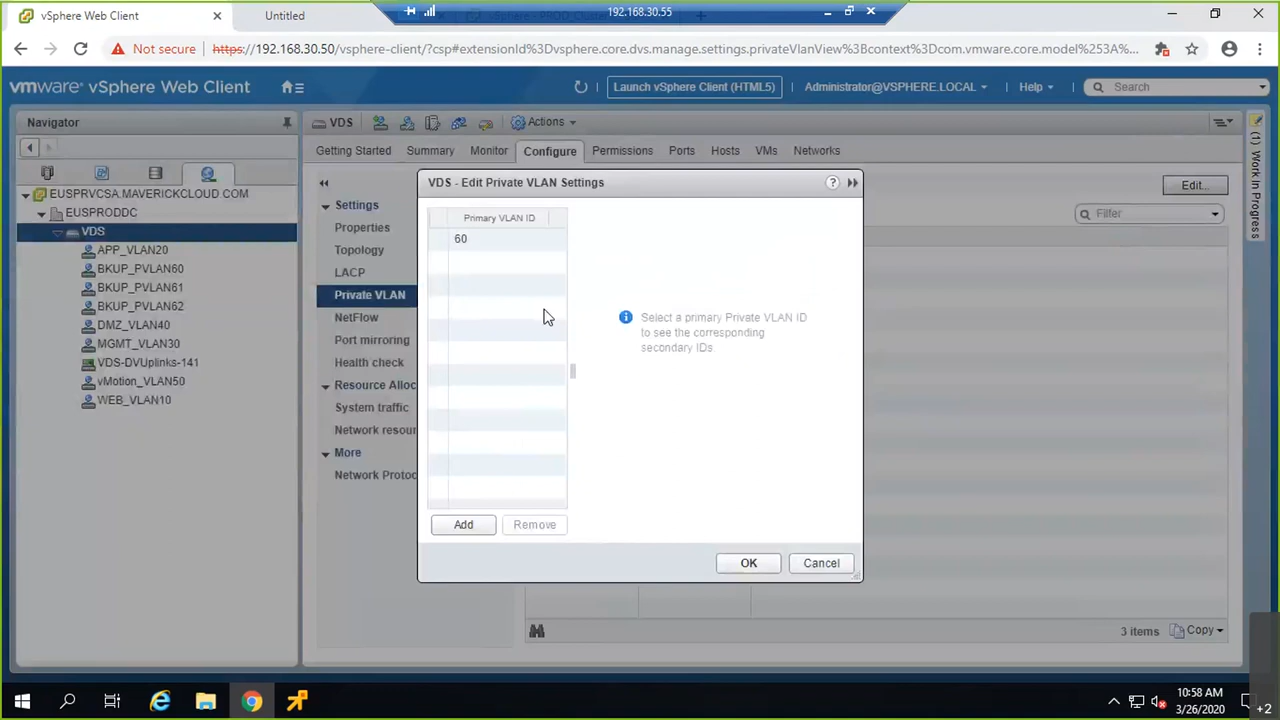 vSphere Web Client
Untitled
vSphere - PROD_Cluster
192.168.30.55
Not secure
https://192.168.30.50/vsphere-client/?csp#extensionId%3Dvsphere.core.dvs.manage.settings.privateVlanView%3Bcontext%3Dcom.vmware.core.model%253A%...
vmware® vSphere Web Client
Launch vSphere Client (HTML5)
Administrator@VSPHERE.LOCAL
Help
Search
Navigator
VDS
Actions
Getting Started Summary Monitor Configure Permissions Ports Hosts VMs Networks
EUSPRVCSA.MAVERICKCLOUD.COM
EUSPRODDC
VDS
APP_VLAN20
BKUP_PVLAN60
BKUP_PVLAN61
BKUP_PVLAN62
DMZ_VLAN40
MGMT_VLAN30
VDS-DVUplinks-141
vMotion_VLAN50
WEB_VLAN10
Settings
Properties
Topology
LACP
Private VLAN
NetFlow
Port mirroring
Health check
Resource Alloc
System traffic
Network resour
More
Network Protoc
Edit...
Filter
VDS - Edit Private VLAN Settings
Primary VLAN ID
60
Select a primary Private VLAN ID
to see the corresponding
secondary IDs.
Add
Remove
OK
Cancel
3 items
Copy
(1) Work In Progress
10:58 AM
3/26/2020
+2